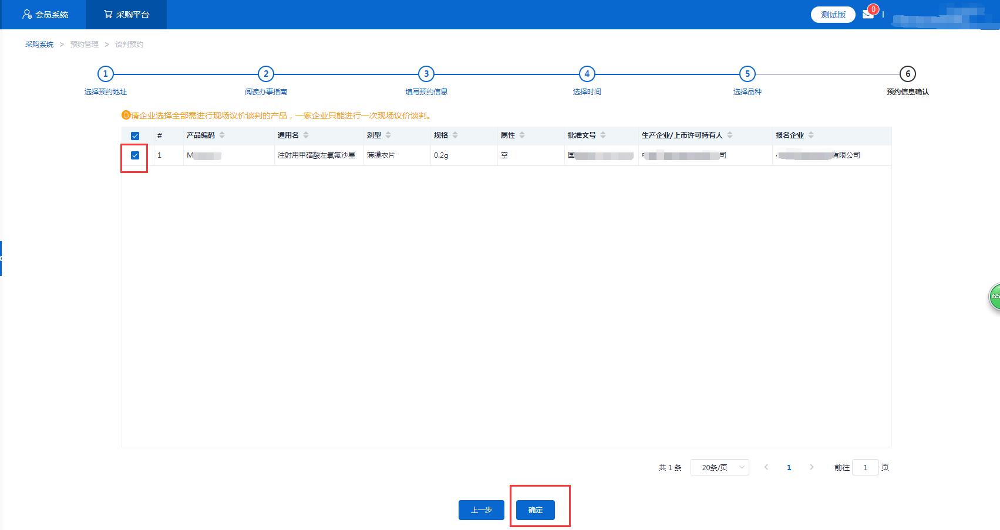 会员系统 采购平台 测试版 0
采购系统 > 预约管理 > 谈判预约
1 2 3 4 5 6
选择预约地址 阅读办事指南 填写预约信息 选择时间 选择品种 预约信息确认
请企业选择全部需进行现场议价谈判的产品，一家企业只能进行一次现场议价谈判。
# 产品编码 通用名 剂型 规格 属性 批准文号 生产企业/上市许可持有人 报名企业
1 M 注射用甲磺酸左氧氟沙星 薄膜衣片 0.2g 空 国 司 有限公司
65
共 1 条 20条/页 < 1 > 前往 1 页
上一步 确定